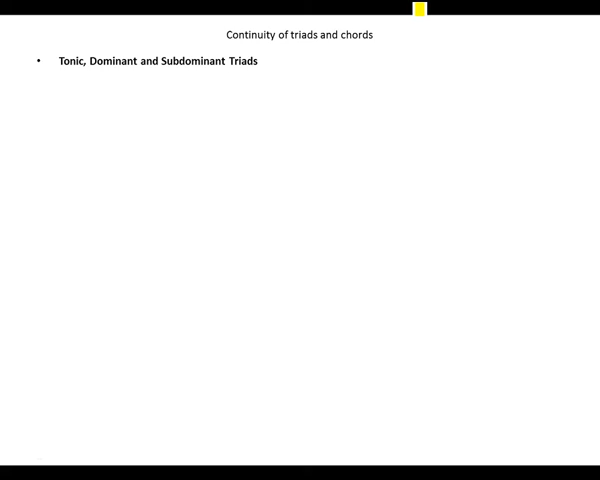 Continuity of triads and chords
• Tonic, Dominant and Subdominant Triads